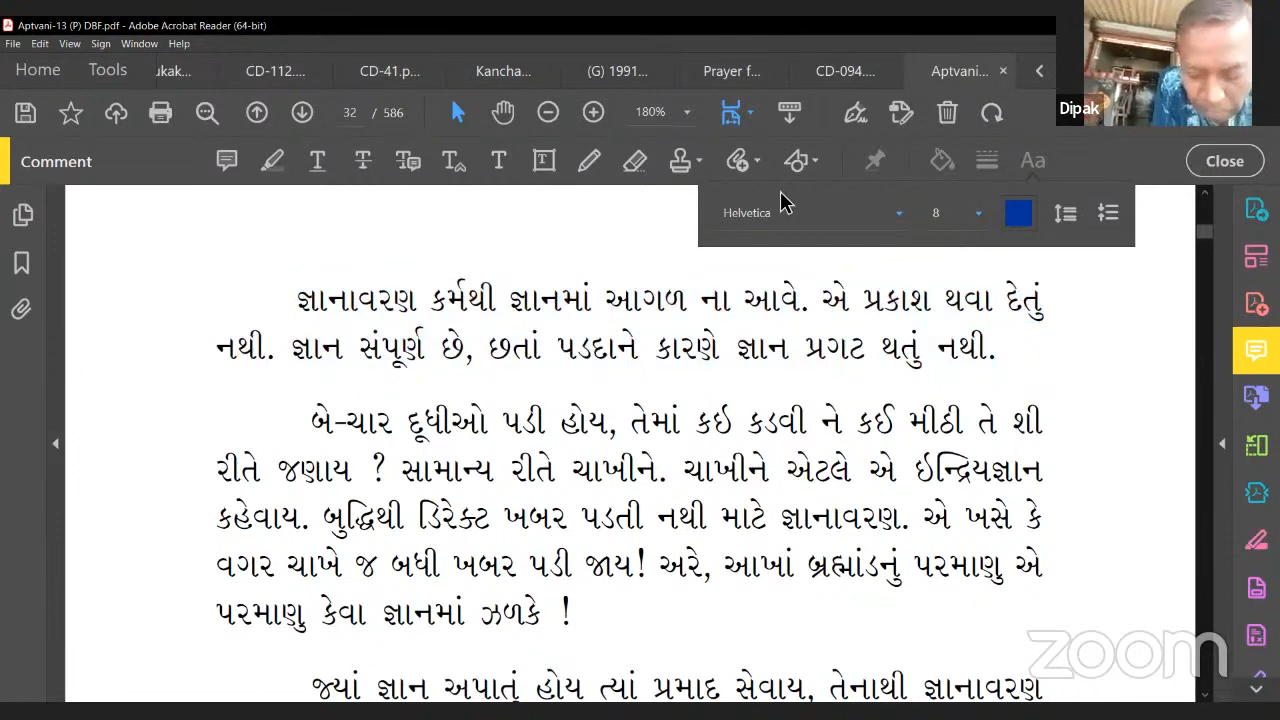 Aptvani-13 (P) DBF.pdf - Adobe Acrobat Reader (64-bit)
File Edit View Sign Window Help
Home Tools ukak... CD-112.... CD-41.p... Kancha... (G) 1991... Prayer f... CD-094.... Aptvani...
32 / 586 180%
Dipak
Comment Aa Close
Helvetica 8
જ્ઞાનાવરણ કર્મથી જ્ઞાનમાં આગળ ના આવે. એ પ્રકાશ થવા દેતું
નથી. જ્ઞાન સંપૂર્ણ છે, છતાં પડદાને કારણે જ્ઞાન પ્રગટ થતું નથી.
બે-ચાર દૂધીઓ પડી હોય, તેમાં કઇ કડવી ને કઈ મીઠી તે શી
રીતે જણાય ? સામાન્ય રીતે ચાખીને. ચાખીને એટલે એ ઇન્દ્રિયજ્ઞાન
કહેવાય. બુદ્ધિથી ડિરેક્ટ ખબર પડતી નથી માટે જ્ઞાનાવરણ. એ ખસે કે
વગર ચાખે જ બધી ખબર પડી જાય! અરે, આખાં બ્રહ્માંડનું પરમાણુ એ
પરમાણુ કેવા જ્ઞાનમાં ઝળકે !
જ્યાં જ્ઞાન અપાતું હોય ત્યાં પ્રમાદ સેવાય, તેનાથી જ્ઞાનાવરણ
zoom